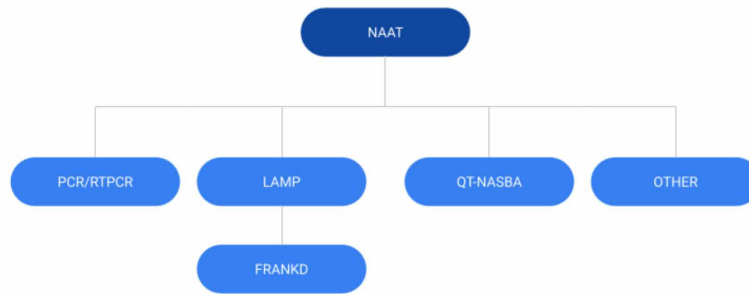 NAAT
PCR/RTPCR
LAMP
QT-NASBA
OTHER
FRANKD